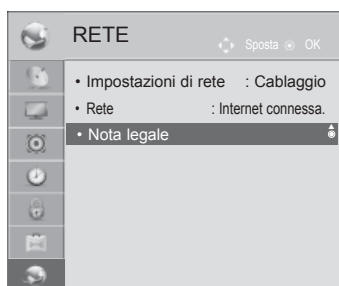 RETE
Sposta OK
• Impostazioni di rete : Cablaggio
• Rete : Internet connessa.
• Nota legale